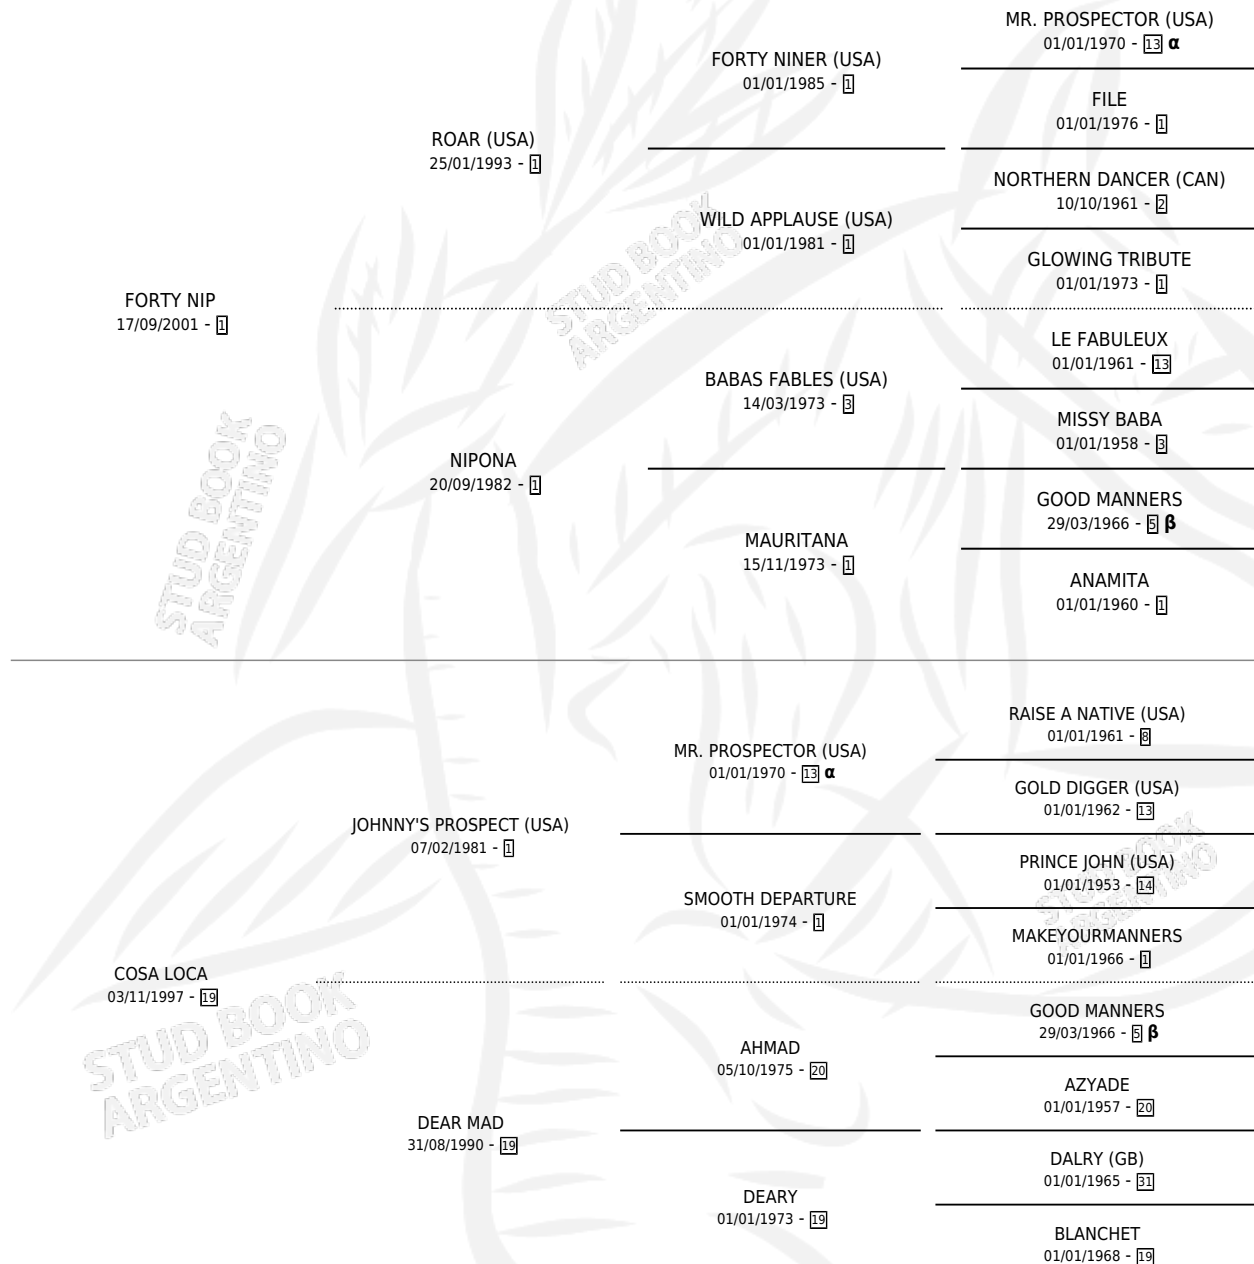 MR. PROSPECTOR (USA)
01/01/1970 - 13 α
FORTY NINER (USA)
01/01/1985 - 1
FILE
01/01/1976 - 1
ROAR (USA)
25/01/1993 - 1
NORTHERN DANCER (CAN)
10/10/1961 - 2
WILD APPLAUSE (USA)
01/01/1981 - 1
GLOWING TRIBUTE
01/01/1973 - 1
FORTY NIP
17/09/2001 - 1
LE FABULEUX
01/01/1961 - 13
BABAS FABLES (USA)
14/03/1973 - 3
MISSY BABA
01/01/1958 - 3
NIPONA
20/09/1982 - 1
GOOD MANNERS
29/03/1966 - 5 β
MAURITANA
15/11/1973 - 1
ANAMITA
01/01/1960 - 1
RAISE A NATIVE (USA)
01/01/1961 - 8
MR. PROSPECTOR (USA)
01/01/1970 - 13 α
GOLD DIGGER (USA)
01/01/1962 - 13
JOHNNY'S PROSPECT (USA)
07/02/1981 - 1
PRINCE JOHN (USA)
01/01/1953 - 14
SMOOTH DEPARTURE
01/01/1974 - 1
MAKEYOURMANNERS
01/01/1966 - 1
COSA LOCA
03/11/1997 - 19
GOOD MANNERS
29/03/1966 - 5 β
AHMAD
05/10/1975 - 20
AZYADE
01/01/1957 - 20
DEAR MAD
31/08/1990 - 19
DALRY (GB)
01/01/1965 - 31
DEARY
01/01/1973 - 19
BLANCHET
01/01/1968 - 19
STUD BOOK
ARGENTINO
STUD BOOK
ARGENTINO
STUD BOOK
ARGENTINO
STUD BOOK
ARGENTINO